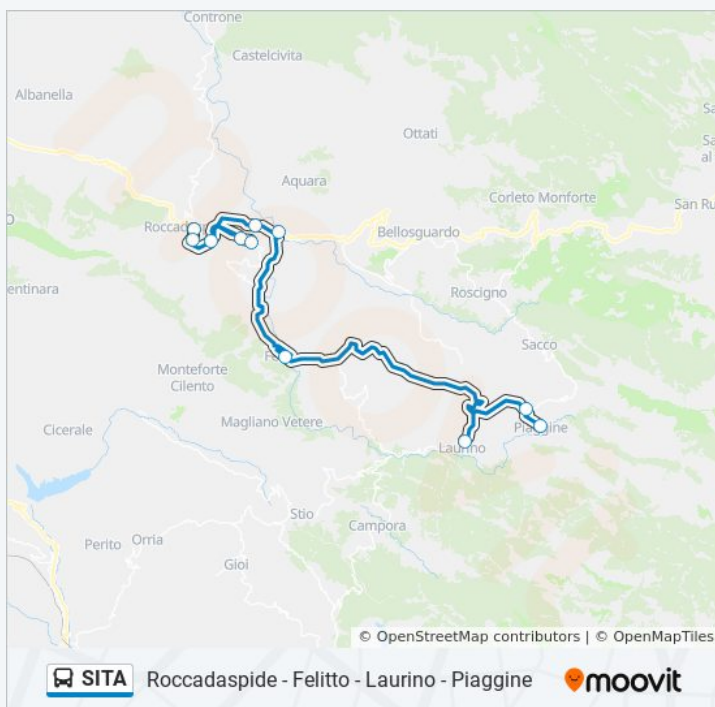 Controne
Castelcivita
Albanella
Ottati
Aquara
Corleto Monforte
San Ru
Roccad
Bellosguardo
entinara
Roscigno
Sacco
Monteforte
Cilento
Magliano Vetere
Piaggine
Cicerale
Laurino
Stio
Campora
Perito
Orria
Gioi
© OpenStreetMap contributors | © OpenMapTiles
SITA
Roccadaspide - Felitto - Laurino - Piaggine
moovit